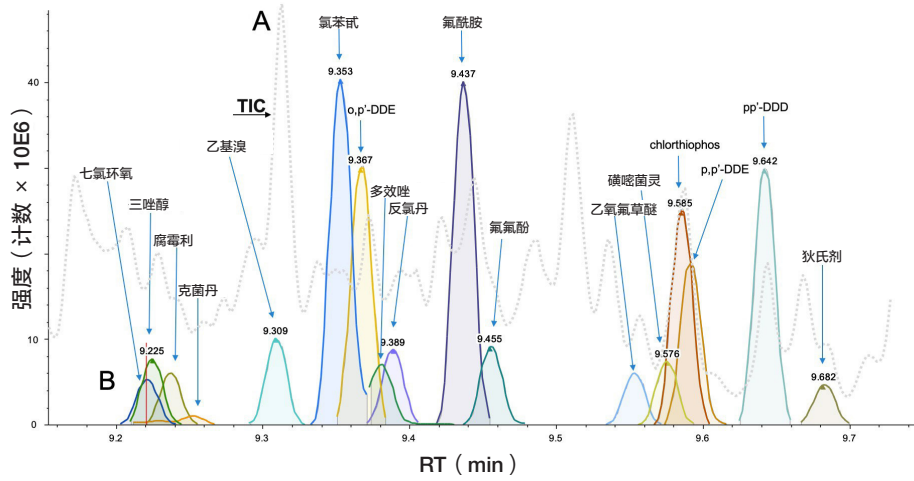 A
氯苯甙
氟酰胺
9.353
9.437
40
TIC
o,p'-DDE
pp'-DDD
乙基溴
9.367
chlorthiophos
9.642
七氯环氧
多效唑
磺嘧菌灵
p,p'-DDE
三唑醇
反氯丹
9.585
乙氧氟草醚
腐霉利
氟氟酚
狄氏剂
克菌丹
强度(计数 × 10E6)
10
9.309
9.225
9.389
9.455
9.576
B
9.682
0
9.2
9.3
9.4
9.5
9.6
9.7
RT(min)